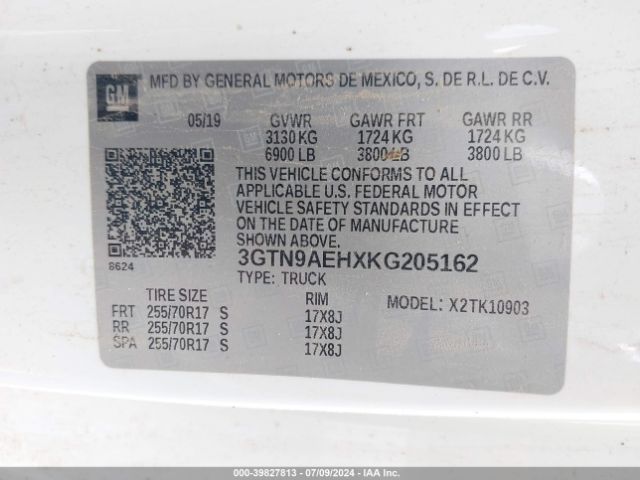 GM
MFD BY GENERAL MOTORS DE MEXICO, S. DE R.L. DE C.V.
05/19 GVWR GAWR FRT GAWR RR
3130 KG 1724 KG 1724 KG
6900 LB 3800 LB 3800 LB
THIS VEHICLE CONFORMS TO ALL
APPLICABLE U.S. FEDERAL MOTOR
VEHICLE SAFETY STANDARDS IN EFFECT
ON THE DATE OF MANUFACTURE
SHOWN ABOVE.
8624
3GTN9AEHXKG205162
TYPE: TRUCK
TIRE SIZE RIM MODEL: X2TK10903
FRT 255/70R17 S 17X8J
RR 255/70R17 S 17X8J
SPA 255/70R17 S 17X8J
000-39827813 / 07/09/2024 - IAA Inc.